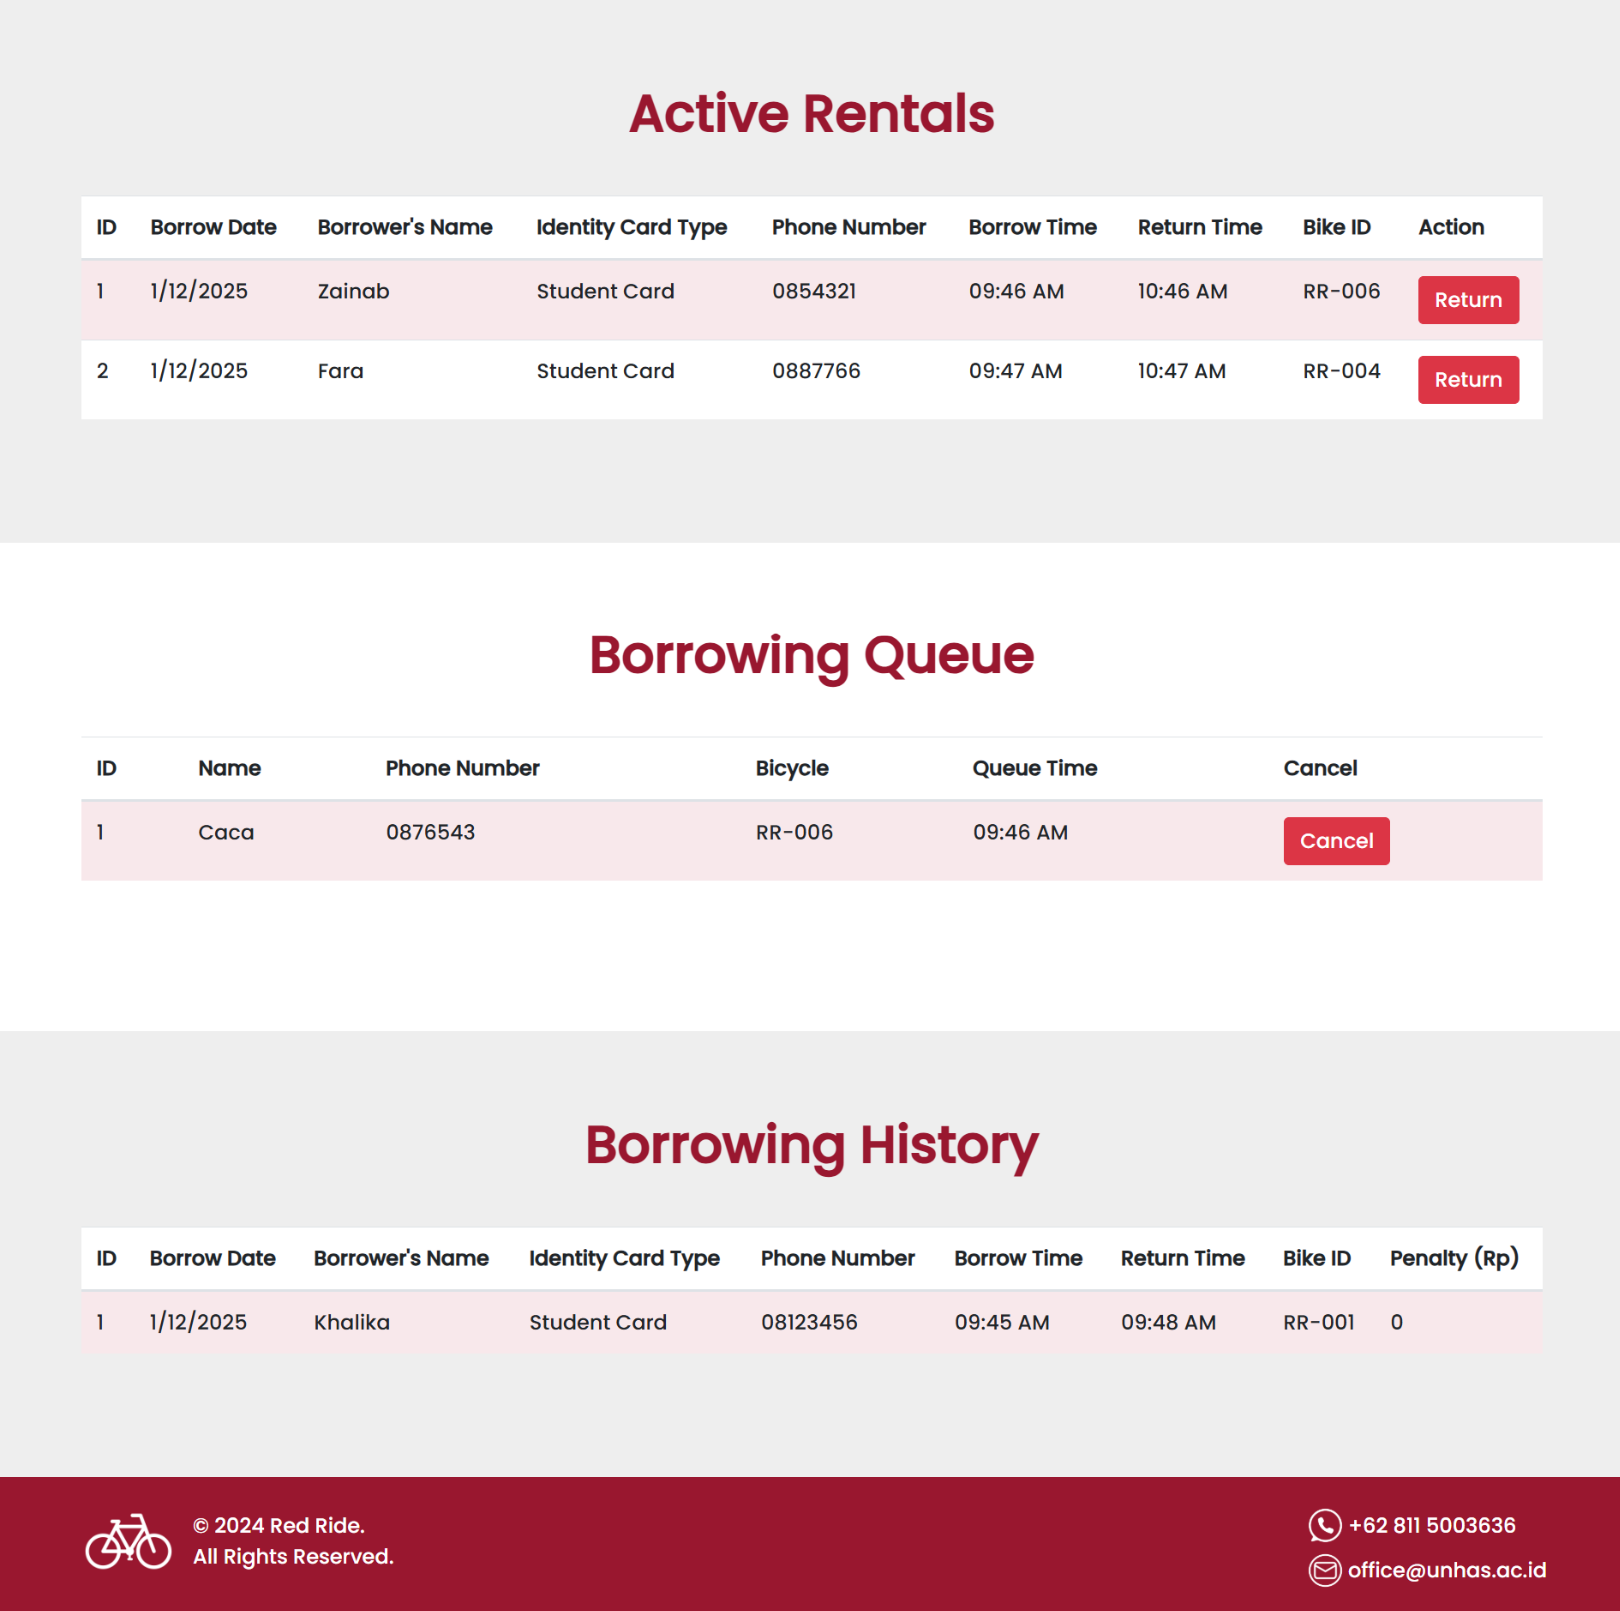 Active Rentals
ID Borrow Date Borrower's Name Identity Card Type Phone Number Borrow Time Return Time Bike ID Action
1 1/12/2025 Zainab Student Card 0854321 09:46 AM 10:46 AM RR-006 Return
2 1/12/2025 Fara Student Card 0887766 09:47 AM 10:47 AM RR-004 Return
Borrowing Queue
ID Name Phone Number Bicycle Queue Time Cancel
1 Caca 0876543 RR-006 09:46 AM Cancel
Borrowing History
ID Borrow Date Borrower's Name Identity Card Type Phone Number Borrow Time Return Time Bike ID Penalty (Rp)
1 1/12/2025 Khalika Student Card 08123456 09:45 AM 09:48 AM RR-001 0
© 2024 Red Ride.
All Rights Reserved.
+62 811 5003636
office@unhas.ac.id